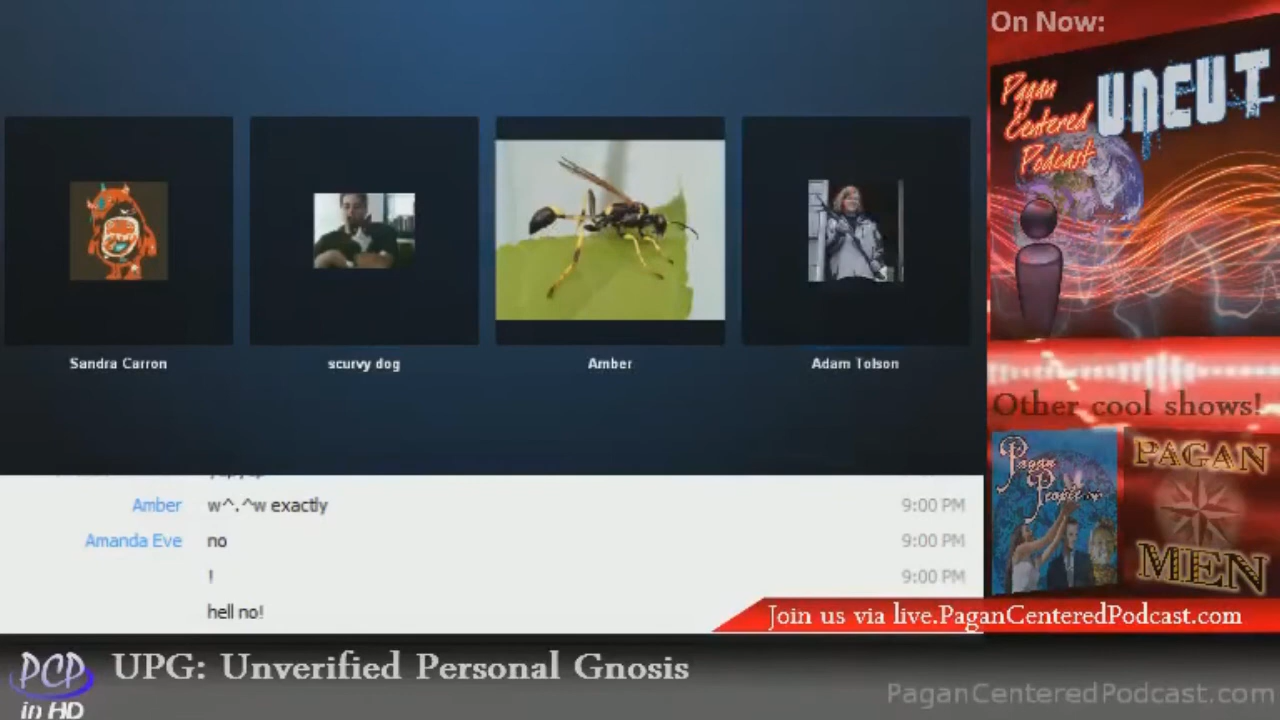 On Now:
Pagan
Centered
Podcast
UNCUT
Sandra Carron
scurvy dog
Amber
Adam Tolson
Other cool shows!
Pagan
People
PAGAN
MEN
Amber w^.^w exactly 9:00 PM
Amanda Eve no 9:00 PM
! 9:00 PM
hell no!
Join us via live.PaganCenteredPodcast.com
PCP
in HD
UPG: Unverified Personal Gnosis
PaganCenteredPodcast.com